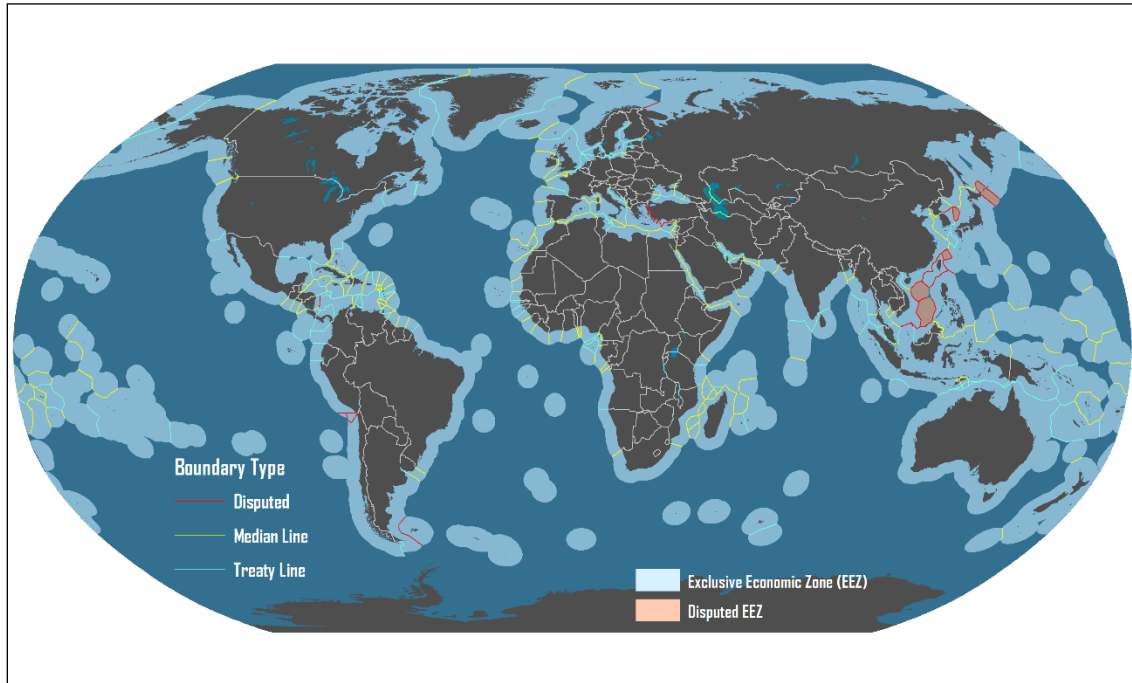 Boundary Type
Disputed
Median Line
Treaty Line
Exclusive Economic Zone (EEZ)
Disputed EEZ